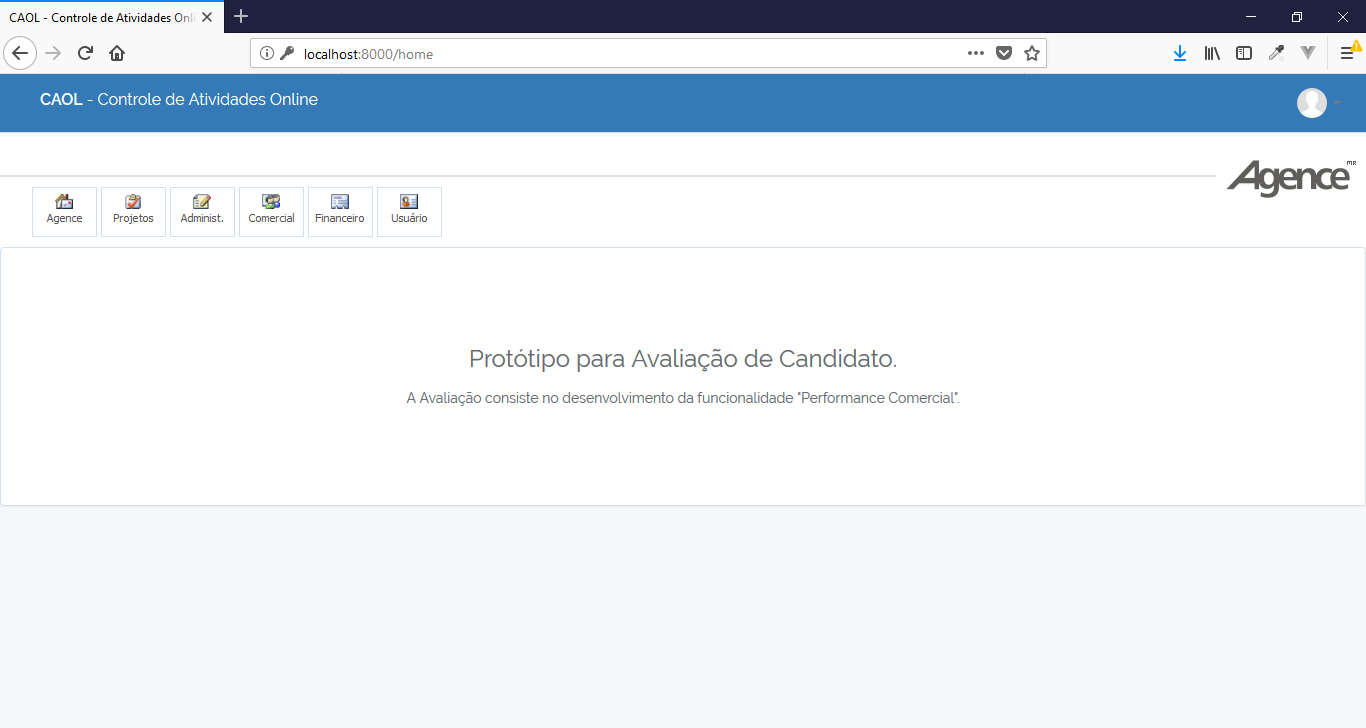 CAOL - Controle de Atividades Onli
localhost:8000/home
CAOL - Controle de Atividades Online
Agence MR
Agence
Projetos
Administ.
Comercial
Financeiro
Usuário
Protótipo para Avaliação de Candidato.
A Avaliação consiste no desenvolvimento da funcionalidade "Performance Comercial".